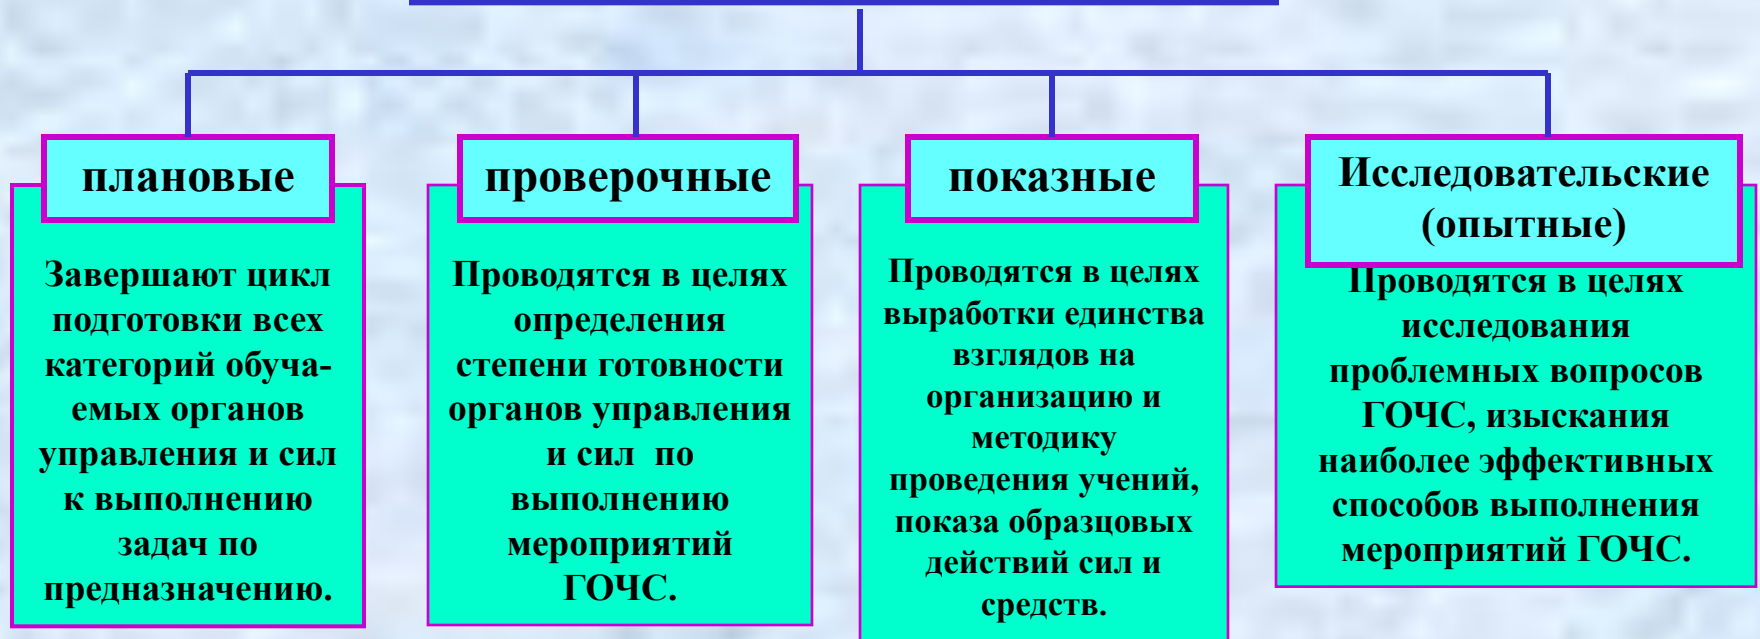 плановые
Завершают цикл
подготовки всех
категорий обуча-
емых органов
управления и сил
к выполнению
задач по
предназначению.
проверочные
Проводятся в целях
определения
степени готовности
органов управления
и сил по
выполнению
мероприятий
ГОЧС.
показные
Проводятся в целях
выработки единства
взглядов на
организацию и
методику
проведения учений,
показа образцовых
действий сил и
средств.
Исследовательские
(опытные)
Проводятся в целях
исследования
проблемных вопросов
ГОЧС, изыскания
наиболее эффективных
способов выполнения
мероприятий ГОЧС.